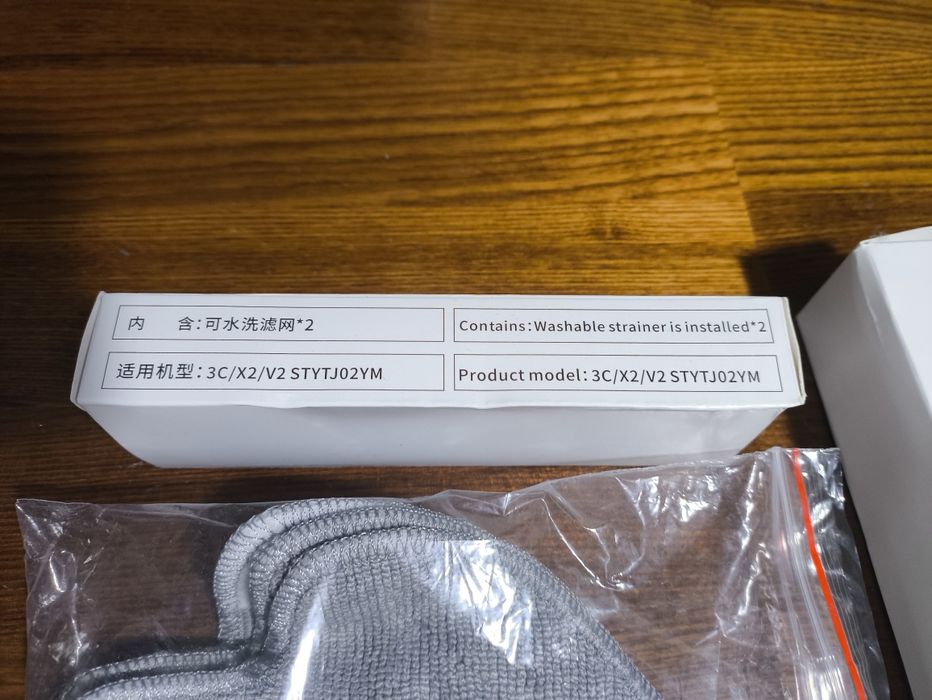 内 含：可水洗滤网*2
Contains：Washable strainer is installed*2
适用机型：3C/X2/V2 STYTJ02YM
Product model：3C/X2/V2 STYTJ02YM